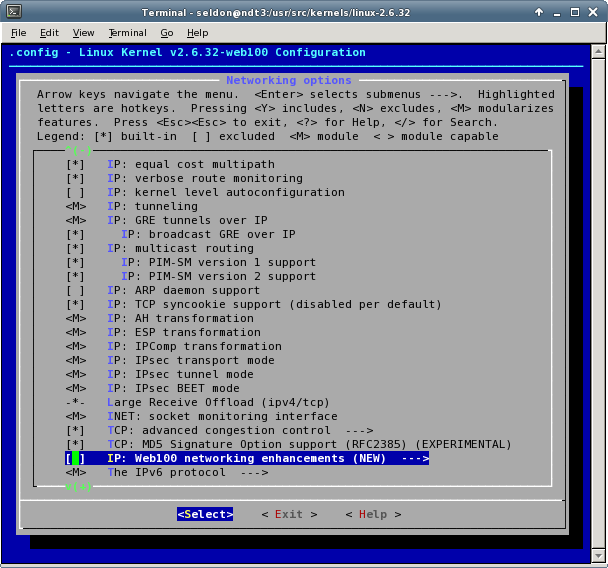 Terminal - seldon@ndt3:/usr/src/kernels/linux-2.6.32
File Edit View Terminal Go Help
.config - Linux Kernel v2.6.32-web100 Configuration
Networking options
Arrow keys navigate the menu. <Enter> selects submenus --->. Highlighted
letters are hotkeys. Pressing <Y> includes, <N> excludes, <M> modularizes
features. Press <Esc><Esc> to exit, <?> for Help, </> for Search.
Legend: [*] built-in [ ] excluded <M> module < > module capable
^(-)
[*] IP: equal cost multipath
[*] IP: verbose route monitoring
[ ] IP: kernel level autoconfiguration
<M> IP: tunneling
<M> IP: GRE tunnels over IP
[*] IP: broadcast GRE over IP
[*] IP: multicast routing
[*] IP: PIM-SM version 1 support
[*] IP: PIM-SM version 2 support
[ ] IP: ARP daemon support
[*] IP: TCP syncookie support (disabled per default)
<M> IP: AH transformation
<M> IP: ESP transformation
<M> IP: IPComp transformation
<M> IP: IPsec transport mode
<M> IP: IPsec tunnel mode
<M> IP: IPsec BEET mode
-*- Large Receive Offload (ipv4/tcp)
<M> INET: socket monitoring interface
[*] TCP: advanced congestion control --->
[*] TCP: MD5 Signature Option support (RFC2385) (EXPERIMENTAL)
[ ] IP: Web100 networking enhancements (NEW) --->
<M> The IPv6 protocol --->
v(+)
<Select> < Exit > < Help >